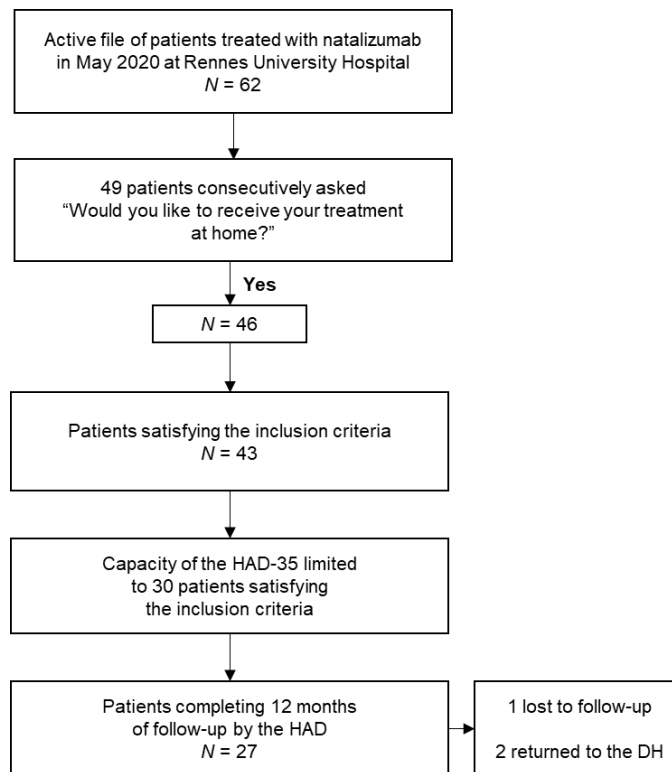 Active file of patients treated with natalizumab
in May 2020 at Rennes University Hospital
N = 62
49 patients consecutively asked
“Would you like to receive your treatment
at home?”
Yes
N = 46
Patients satisfying the inclusion criteria
N = 43
Capacity of the HAD-35 limited
to 30 patients satisfying
the inclusion criteria
Patients completing 12 months
of follow-up by the HAD
N = 27
1 lost to follow-up
2 returned to the DH